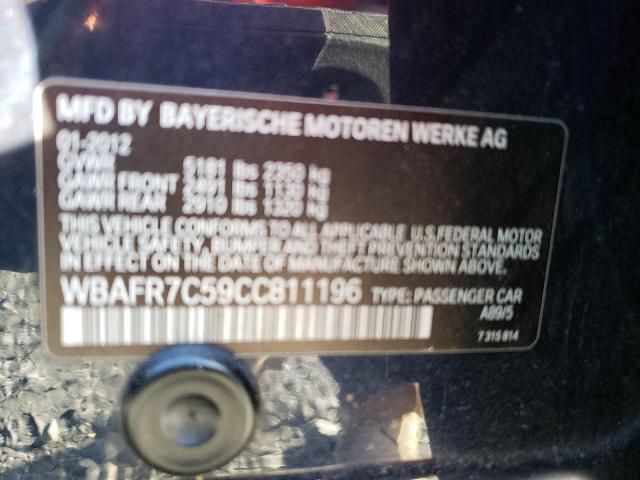 MFD BY BAYERISCHE MOTOREN WERKE AG
01-2012
GVWR 5181 lbs 2350 kg
GAWR FRONT 2491 lbs 1130 kg
GAWR REAR 2910 lbs 1320 kg
THIS VEHICLE CONFORMS TO ALL APPLICABLE U.S. FEDERAL MOTOR
VEHICLE SAFETY, BUMPER AND THEFT PREVENTION STANDARDS
IN EFFECT ON THE DATE OF MANUFACTURE SHOWN ABOVE.
WBAFR7C59CC811196 TYPE: PASSENGER CAR
A09/5
7 315 814